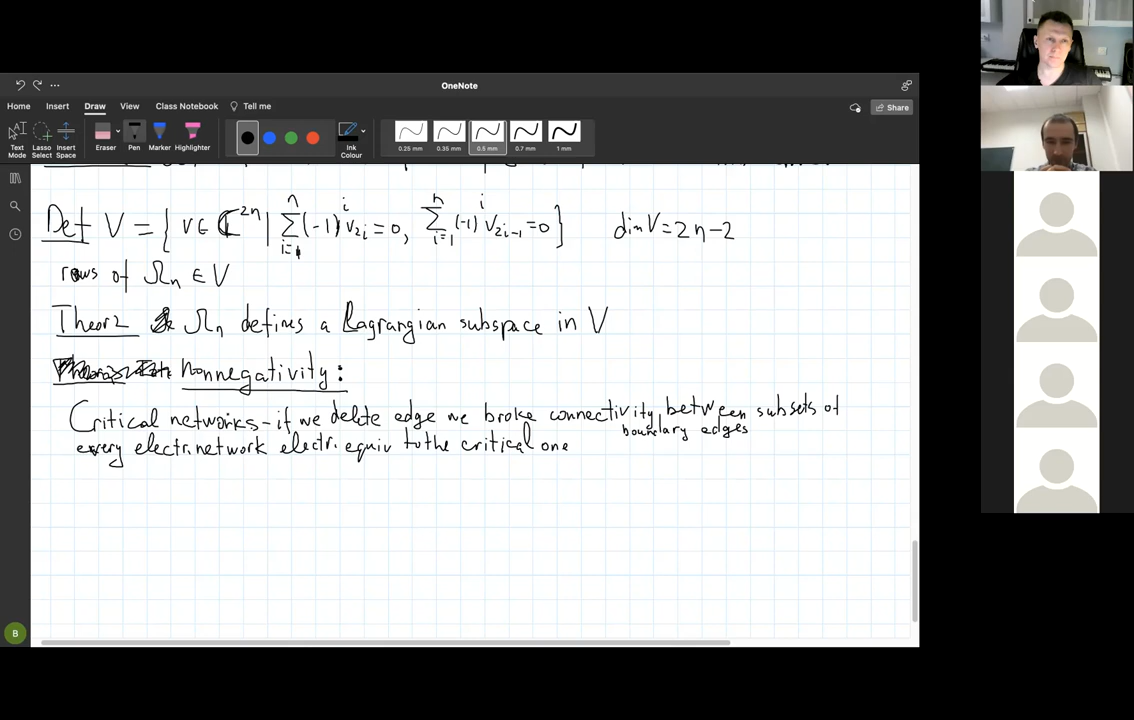 OneNote
Home Insert Draw View Class Notebook Tell me
Share
Text Mode Lasso Select Insert Space Eraser Pen Marker Highlighter Ink Colour 0.25 mm 0.35 mm 0.5 mm 0.7 mm 1 mm
Def V = { v ∈ ℂ^{2n} | \sum_{i=1}^{n} (-1)^i v_{2i} = 0, \sum_{i=1}^{n} (-1)^i v_{2i-1} = 0 } dim V = 2n-2
rows of Ω_n ∈ V
Theor 2 Ω_n defines a Lagrangian subspace in V
Nonnegativity:
Critical networks - if we delete edge we broke connectivity between subsets of
boundary edges
every electr. network electr. equiv to the critical one
B